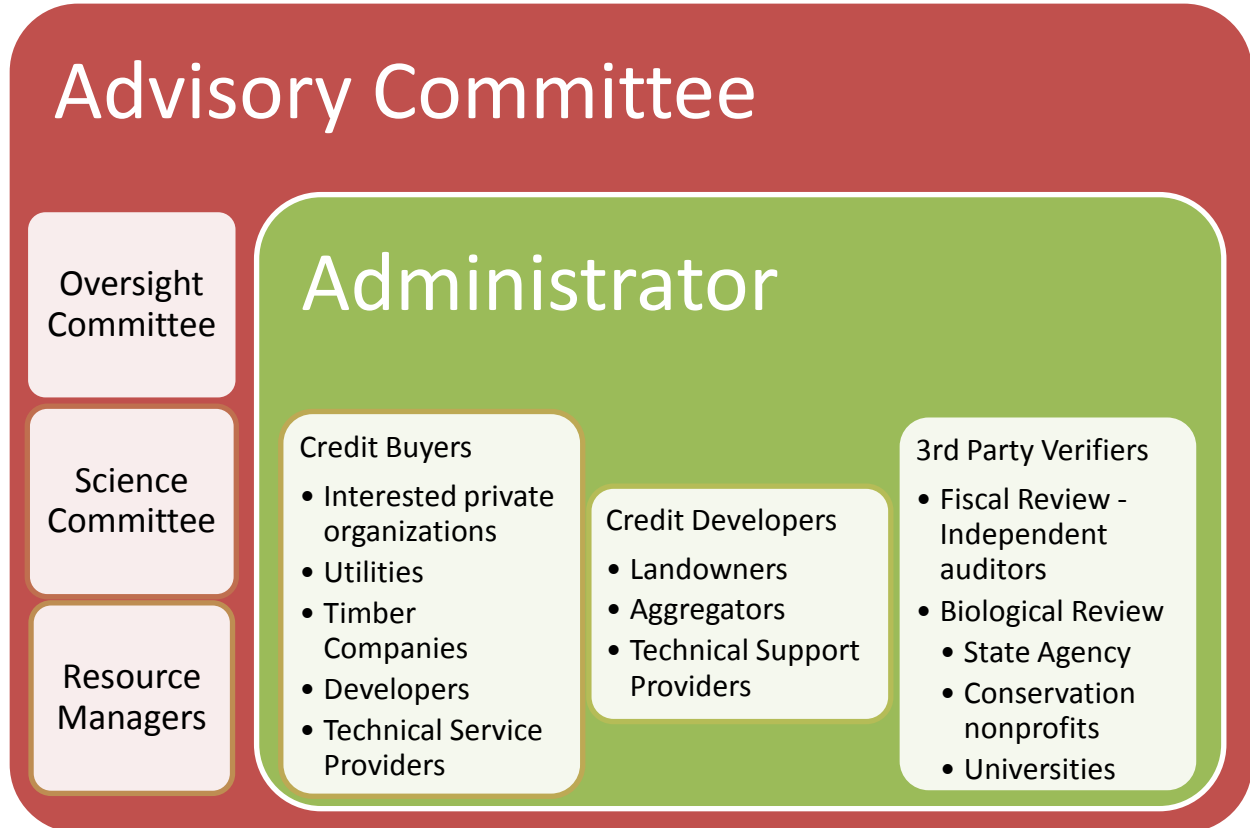 Advisory Committee
Oversight
Committee
Science
Committee
Resource
Managers
Administrator
Credit Buyers
• Interested private
organizations
• Utilities
• Timber
Companies
• Developers
• Technical Service
Providers
Credit Developers
• Landowners
• Aggregators
• Technical Support
Providers
3rd Party Verifiers
• Fiscal Review -
Independent
auditors
• Biological Review
• State Agency
• Conservation
nonprofits
• Universities